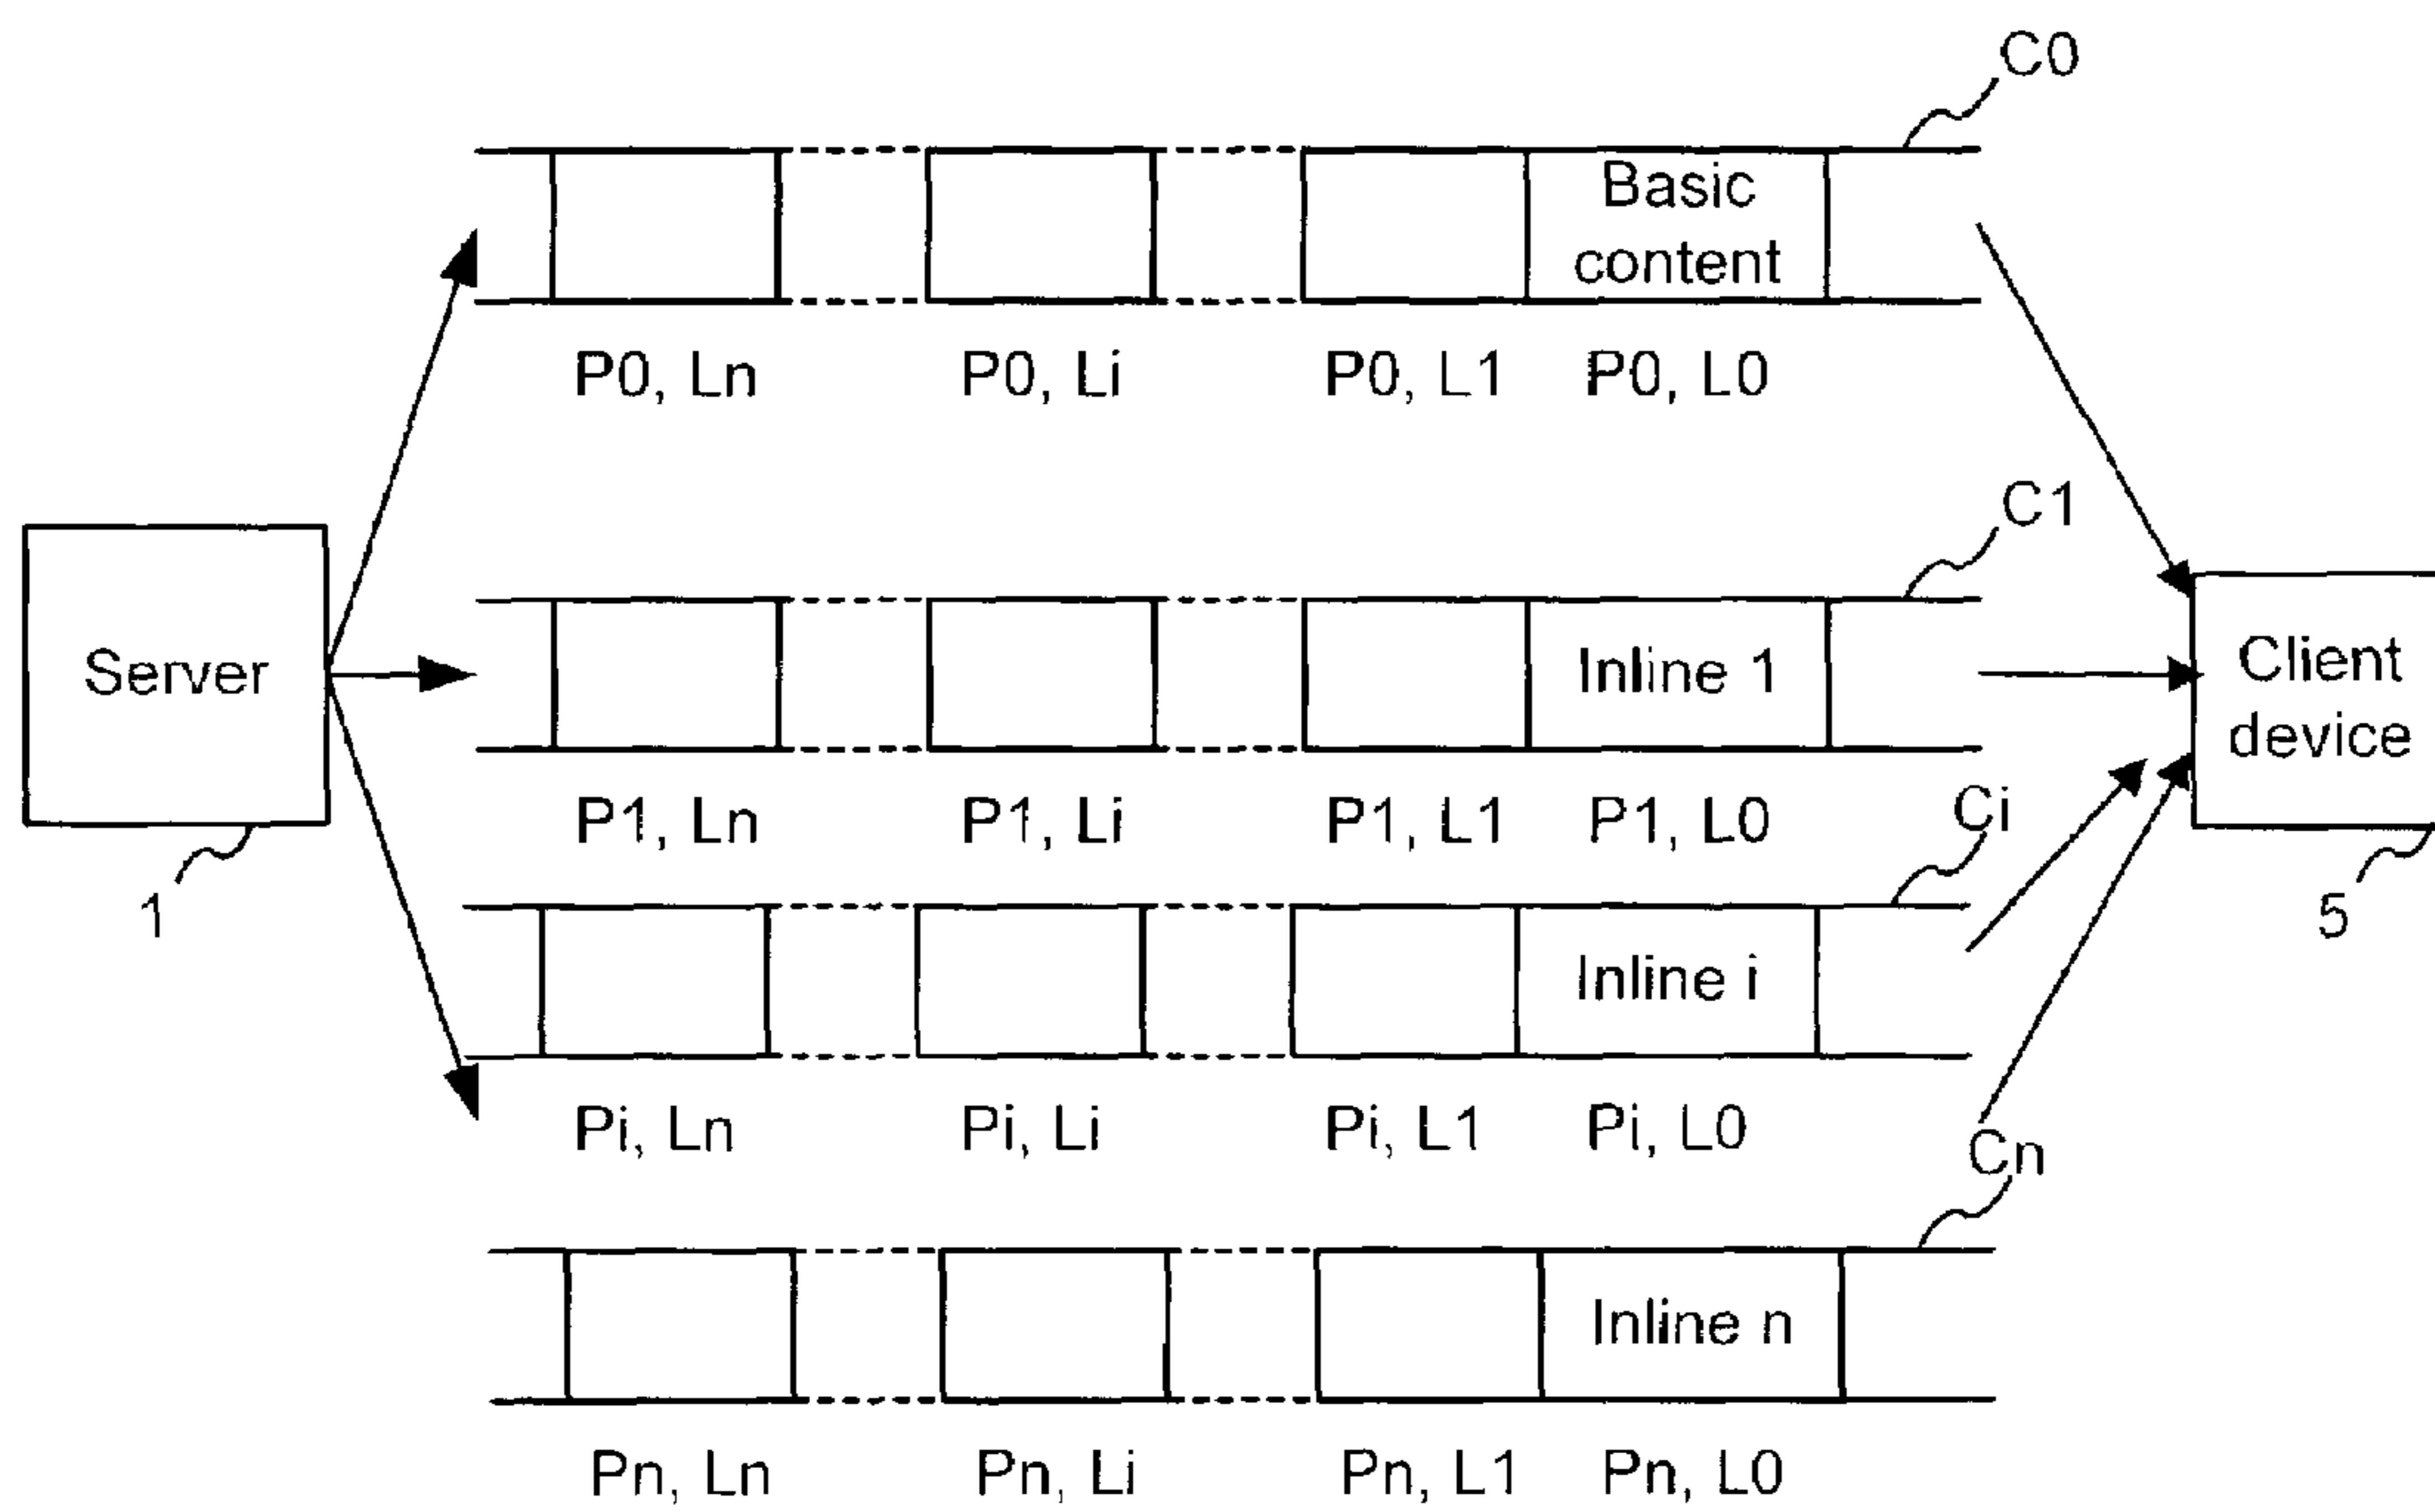 C0
Basic
content
P0, Ln P0, Li P0, L1 P0, L0
C1
Server
Inline 1
Client
device
P1, Ln P1, Li P1, L1 P1, L0
Ci
1
5
Inline i
Pi, Ln Pi, Li Pi, L1 Pi, L0
Cn
Inline n
Pn, Ln Pn, Li Pn, L1 Pn, L0